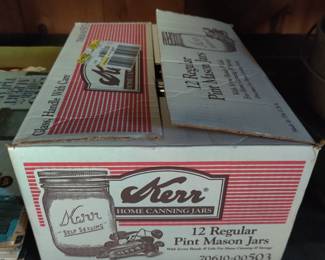 Glass Handle With Care
Kerr
12 Regular
Pint Mason Jars
Kerr
SELF SEALING
Kerr®
HOME CANNING JARS
12 Regular
Pint Mason Jars
70610-00503